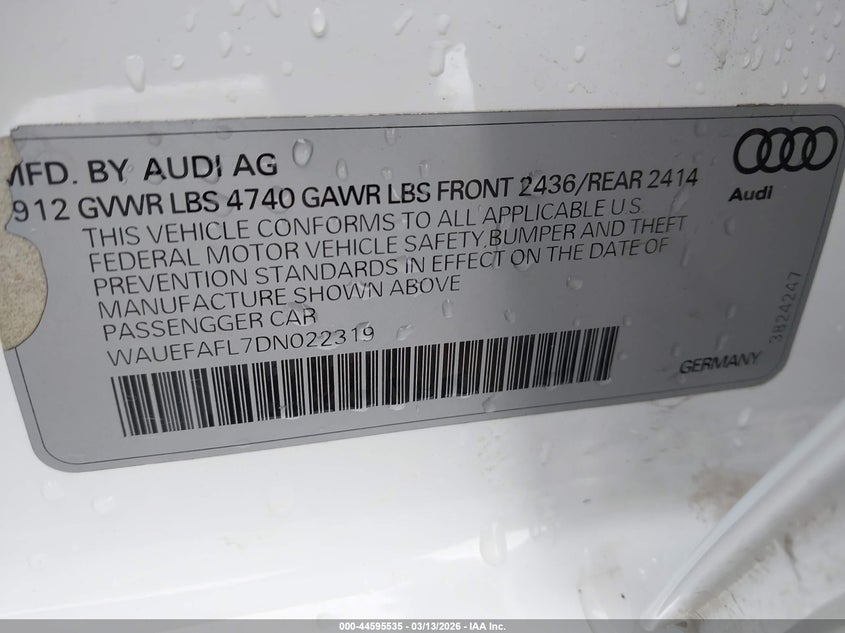 MFD. BY AUDI AG
912 GVWR LBS 4740 GAWR LBS FRONT 2436/REAR 2414
THIS VEHICLE CONFORMS TO ALL APPLICABLE U S
FEDERAL MOTOR VEHICLE SAFETY,BUMPER AND THEFT
PREVENTION STANDARDS IN EFFECT ON THE DATE OF
MANUFACTURE SHOWN ABOVE
PASSENGGER CAR
WAUEFAFL7DN022319
Audi
3B24247
GERMANY
000-44595535 - 03/13/2026 - IAA Inc.